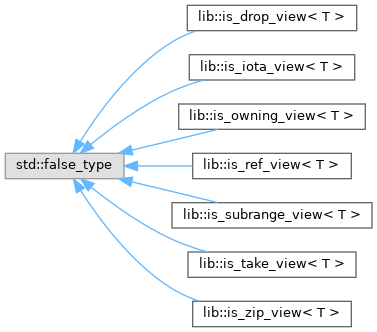 lib::is_drop_view< T >
lib::is_iota_view< T >
lib::is_owning_view< T >
std::false_type
lib::is_ref_view< T >
lib::is_subrange_view< T >
lib::is_take_view< T >
lib::is_zip_view< T >